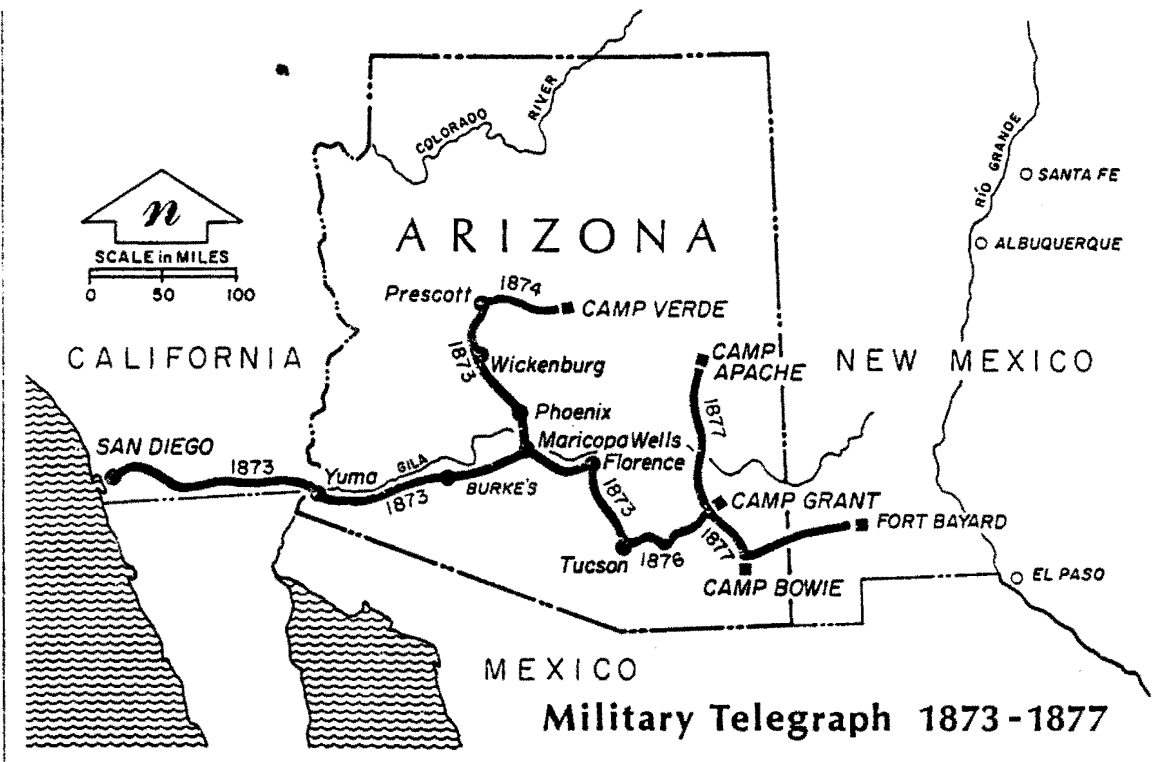 COLORADO
RIVER
RÍO GRANDE
SANTA FE
n
ARIZONA
ALBUQUERQUE
SCALE in MILES
0 50 100
Prescott
1874
CAMP VERDE
CALIFORNIA
1873
Wickenburg
CAMP
APACHE
NEW MEXICO
Phoenix
1877
SAN DIEGO
Maricopa Wells
1873
Yuma
GILA
Florence
BURKE'S
1873
1873
CAMP GRANT
FORT BAYARD
1877
Tucson
1876
CAMP BOWIE
EL PASO
MEXICO
Military Telegraph 1873-1877